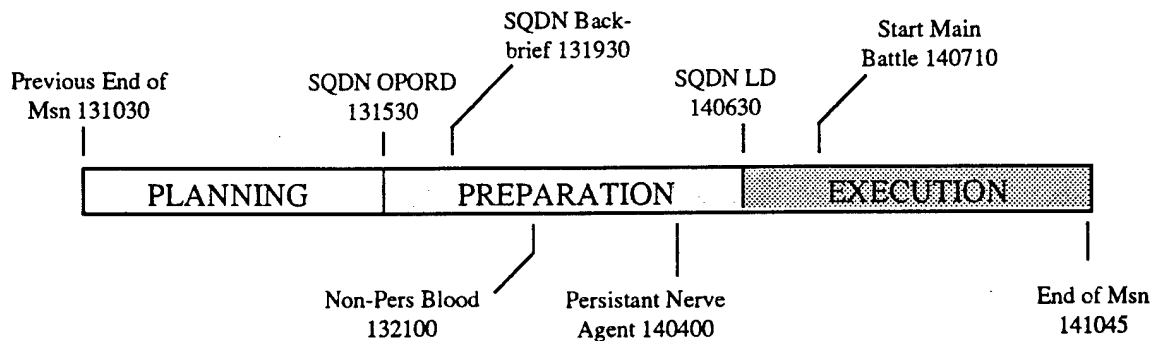 Previous End of
Msn 131030
SQDN OPORD
131530
SQDN Back-
brief 131930
SQDN LD
140630
Start Main
Battle 140710
PLANNING
PREPARATION
EXECUTION
Non-Pers Blood
132100
Persistant Nerve
Agent 140400
End of Msn
141045